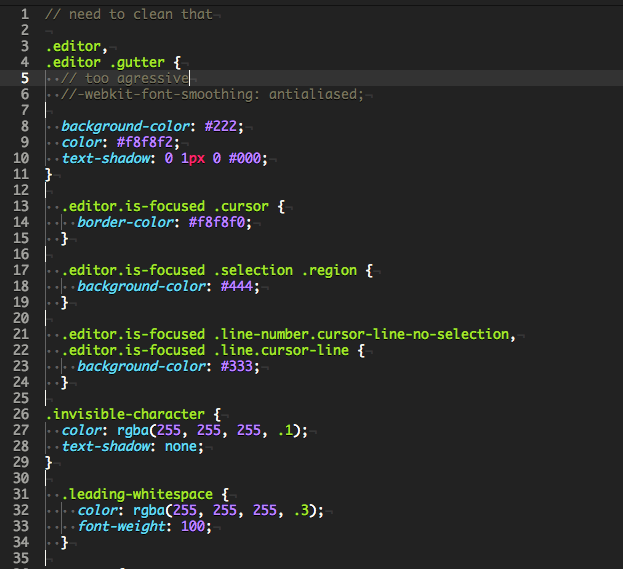 1 // need to clean that
2
3 .editor,
4 .editor .gutter {
5 // too agressive
6 //-webkit-font-smoothing: antialiased;
7
8 background-color: #222;
9 color: #f8f8f2;
10 text-shadow: 0 1px 0 #000;
11 }
12
13 .editor.is-focused .cursor {
14 border-color: #f8f8f0;
15 }
16
17 .editor.is-focused .selection .region {
18 background-color: #444;
19 }
20
21 .editor.is-focused .line-number.cursor-line-no-selection,
22 .editor.is-focused .line.cursor-line {
23 background-color: #333;
24 }
25
26 .invisible-character {
27 color: rgba(255, 255, 255, .1);
28 text-shadow: none;
29 }
30
31 .leading-whitespace {
32 color: rgba(255, 255, 255, .3);
33 font-weight: 100;
34 }
35